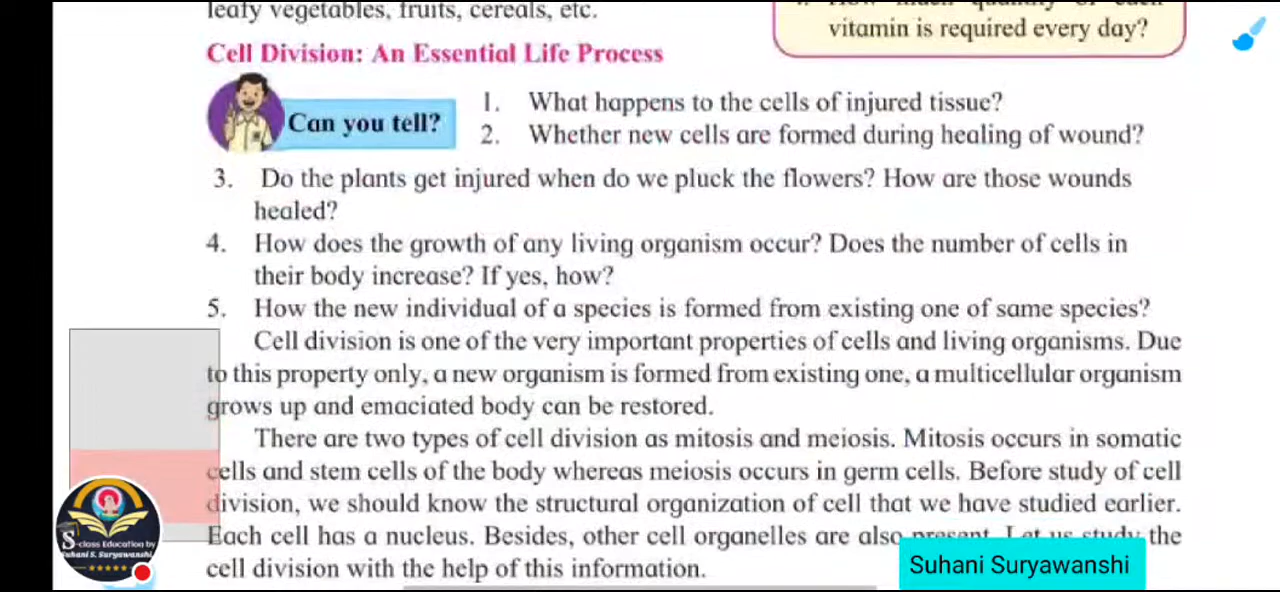 leafy vegetables, fruits, cereals, etc.
vitamin is required every day?
Cell Division: An Essential Life Process
Can you tell?
1. What happens to the cells of injured tissue?
2. Whether new cells are formed during healing of wound?
3. Do the plants get injured when do we pluck the flowers? How are those wounds
healed?
4. How does the growth of any living organism occur? Does the number of cells in
their body increase? If yes, how?
5. How the new individual of a species is formed from existing one of same species?
Cell division is one of the very important properties of cells and living organisms. Due
to this property only, a new organism is formed from existing one, a multicellular organism
grows up and emaciated body can be restored.
There are two types of cell division as mitosis and meiosis. Mitosis occurs in somatic
cells and stem cells of the body whereas meiosis occurs in germ cells. Before study of cell
division, we should know the structural organization of cell that we have studied earlier.
Each cell has a nucleus. Besides, other cell organelles are also present. Let us study the
cell division with the help of this information.
S-class Education by
Suhani S. Suryawanshi
Suhani Suryawanshi